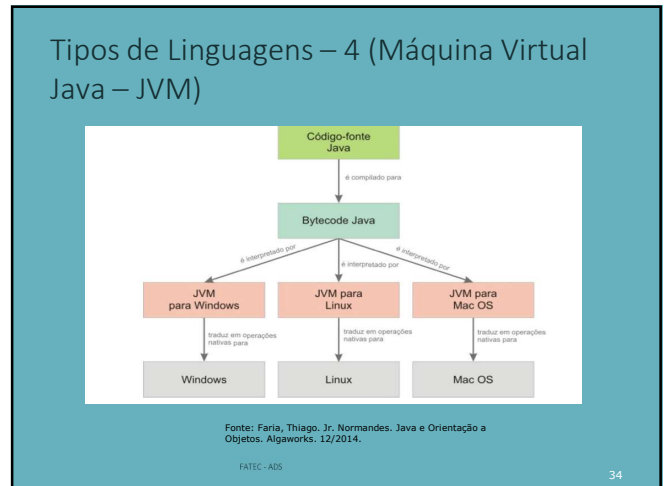 Tipos de Linguagens – 4 (Máquina Virtual
Java – JVM)
Código-fonte
Java
é compilado para
Bytecode Java
é interpretado por
é interpretado por
é interpretado por
JVM
para Windows
JVM para
Linux
JVM para
Mac OS
traduz em operações
nativas para
traduz em operações
nativas para
traduz em operações
nativas para
Windows
Linux
Mac OS
Fonte: Faria, Thiago. Jr. Normandes. Java e Orientação a
Objetos. Algaworks. 12/2014.
FATEC - ADS
34